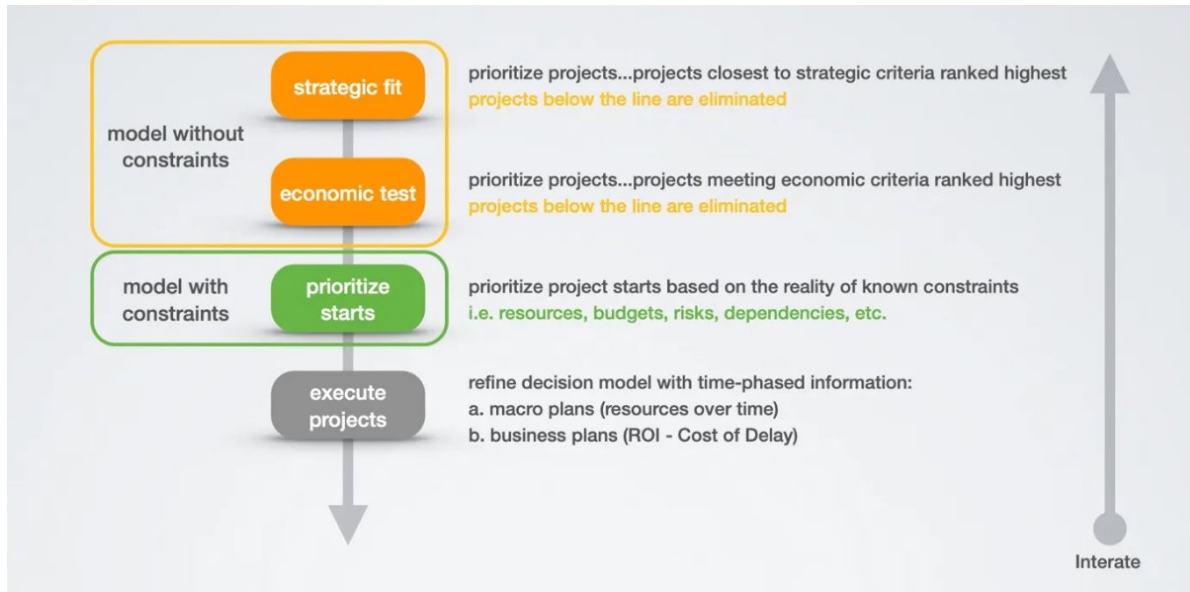 strategic fit
prioritize projects...projects closest to strategic criteria ranked highest
projects below the line are eliminated
model without
constraints
economic test
prioritize projects...projects meeting economic criteria ranked highest
projects below the line are eliminated
model with
constraints
prioritize
starts
prioritize project starts based on the reality of known constraints
i.e. resources, budgets, risks, dependencies, etc.
execute
projects
refine decision model with time-phased information:
a. macro plans (resources over time)
b. business plans (ROI - Cost of Delay)
Interate